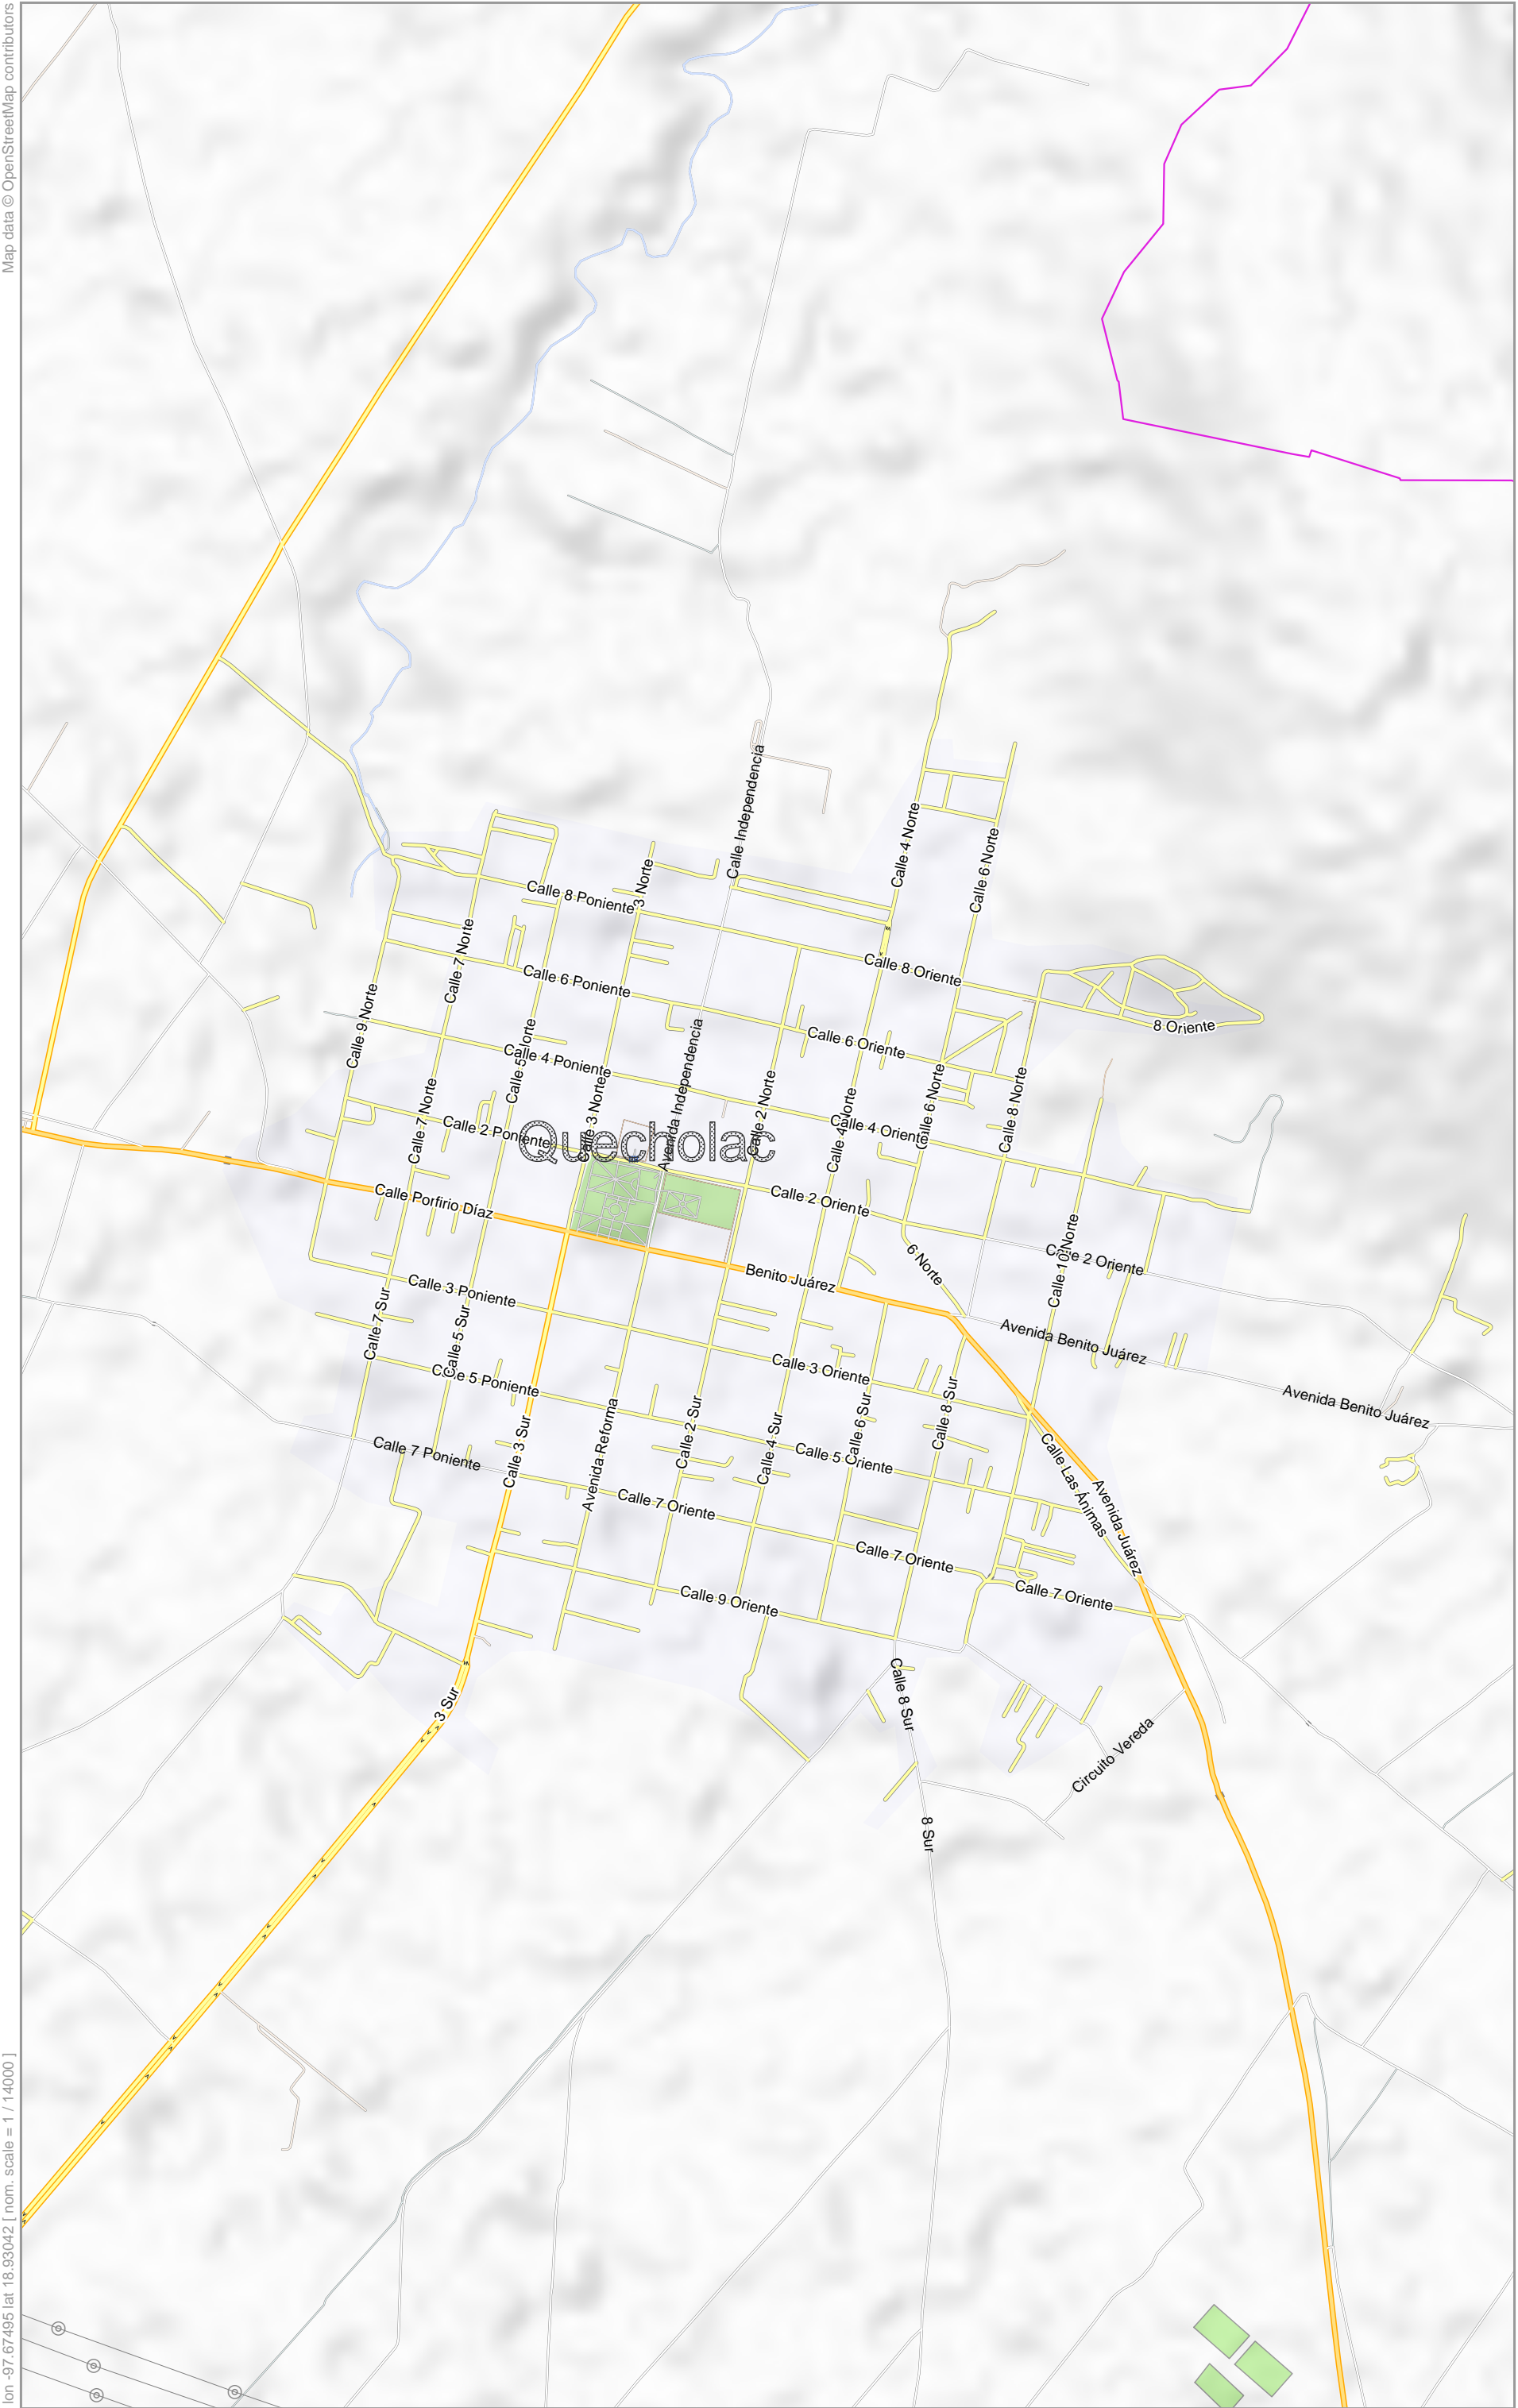 Map data © OpenStreetMap contributors
Calle Independencia
Calle 4 Norte
Calle 6 Norte
3 Norte
Calle 8 Poniente
Calle 7 Norte
Calle 8 Oriente
Calle 6 Poniente
Calle 9 Norte
8 Oriente
Calle 6 Oriente
Calle 5 Norte
Calle 4 Poniente
Avenida Independencia
Calle 3 Norte
Calle 2 Norte
Calle 6 Norte
Calle 8 Norte
Calle 7 Norte
Calle 4 Norte
Calle 4 Oriente
Calle 2 Poniente
Quecholac
Calle Porfirio Díaz
Calle 2 Oriente
6 Norte
Calle 10 Norte
Calle 2 Oriente
Benito Juárez
Calle 3 Poniente
Calle 7 Sur
Calle 5 Sur
Avenida Benito Juárez
Calle 3 Oriente
Calle 5 Poniente
Avenida Benito Juárez
Calle 8 Sur
Calle 6 Sur
Calle 2 Sur
Calle 4 Sur
Avenida Reforma
Calle 3 Sur
Calle 7 Poniente
Calle 5 Oriente
Calle Las Ánimas
Avenida Juárez
Calle 7 Oriente
Calle 7 Oriente
Calle 7 Oriente
Calle 9 Oriente
Calle 8 Sur
3 Sur
Circuito Vereda
8 Sur
lon -97.67495 lat 18.93042 [ nom. scale = 1 / 14000 ]